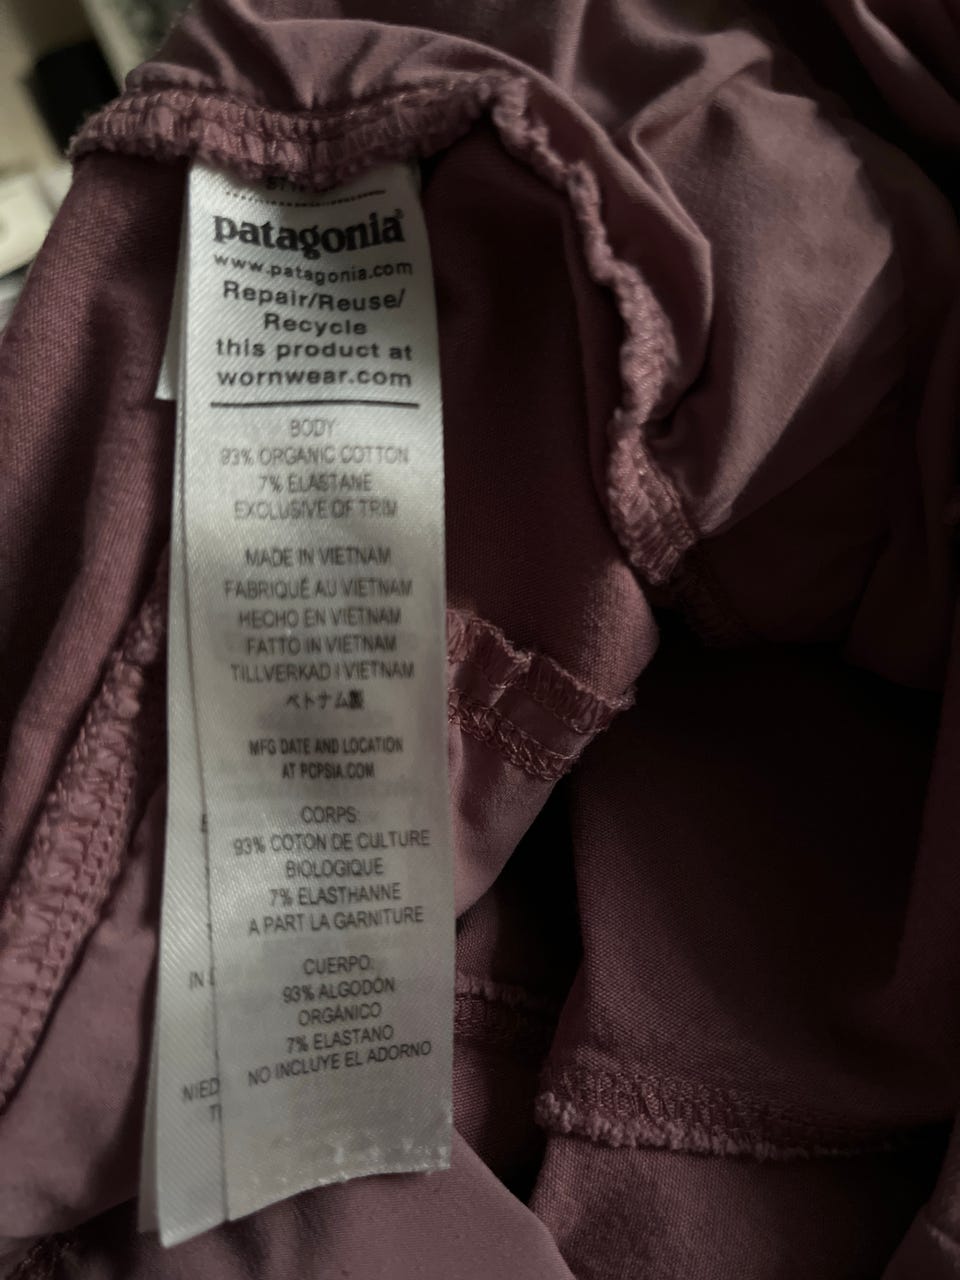 patagonia®
www.patagonia.com
Repair/Reuse/
Recycle
this product at
wornwear.com
BODY:
93% ORGANIC COTTON
7% ELASTANE
EXCLUSIVE OF TRIM
MADE IN VIETNAM
FABRIQUÉ AU VIETNAM
HECHO EN VIETNAM
FATTO IN VIETNAM
TILLVERKAD I VIETNAM
ベトナム製
MFG DATE AND LOCATION
AT PCPSIA.COM
CORPS:
93% COTON DE CULTURE
BIOLOGIQUE
7% ELASTHANNE
A PART LA GARNITURE
CUERPO:
93% ALGODÓN
ORGÁNICO
7% ELASTANO
NO INCLUYE EL ADORNO
IN
NIED